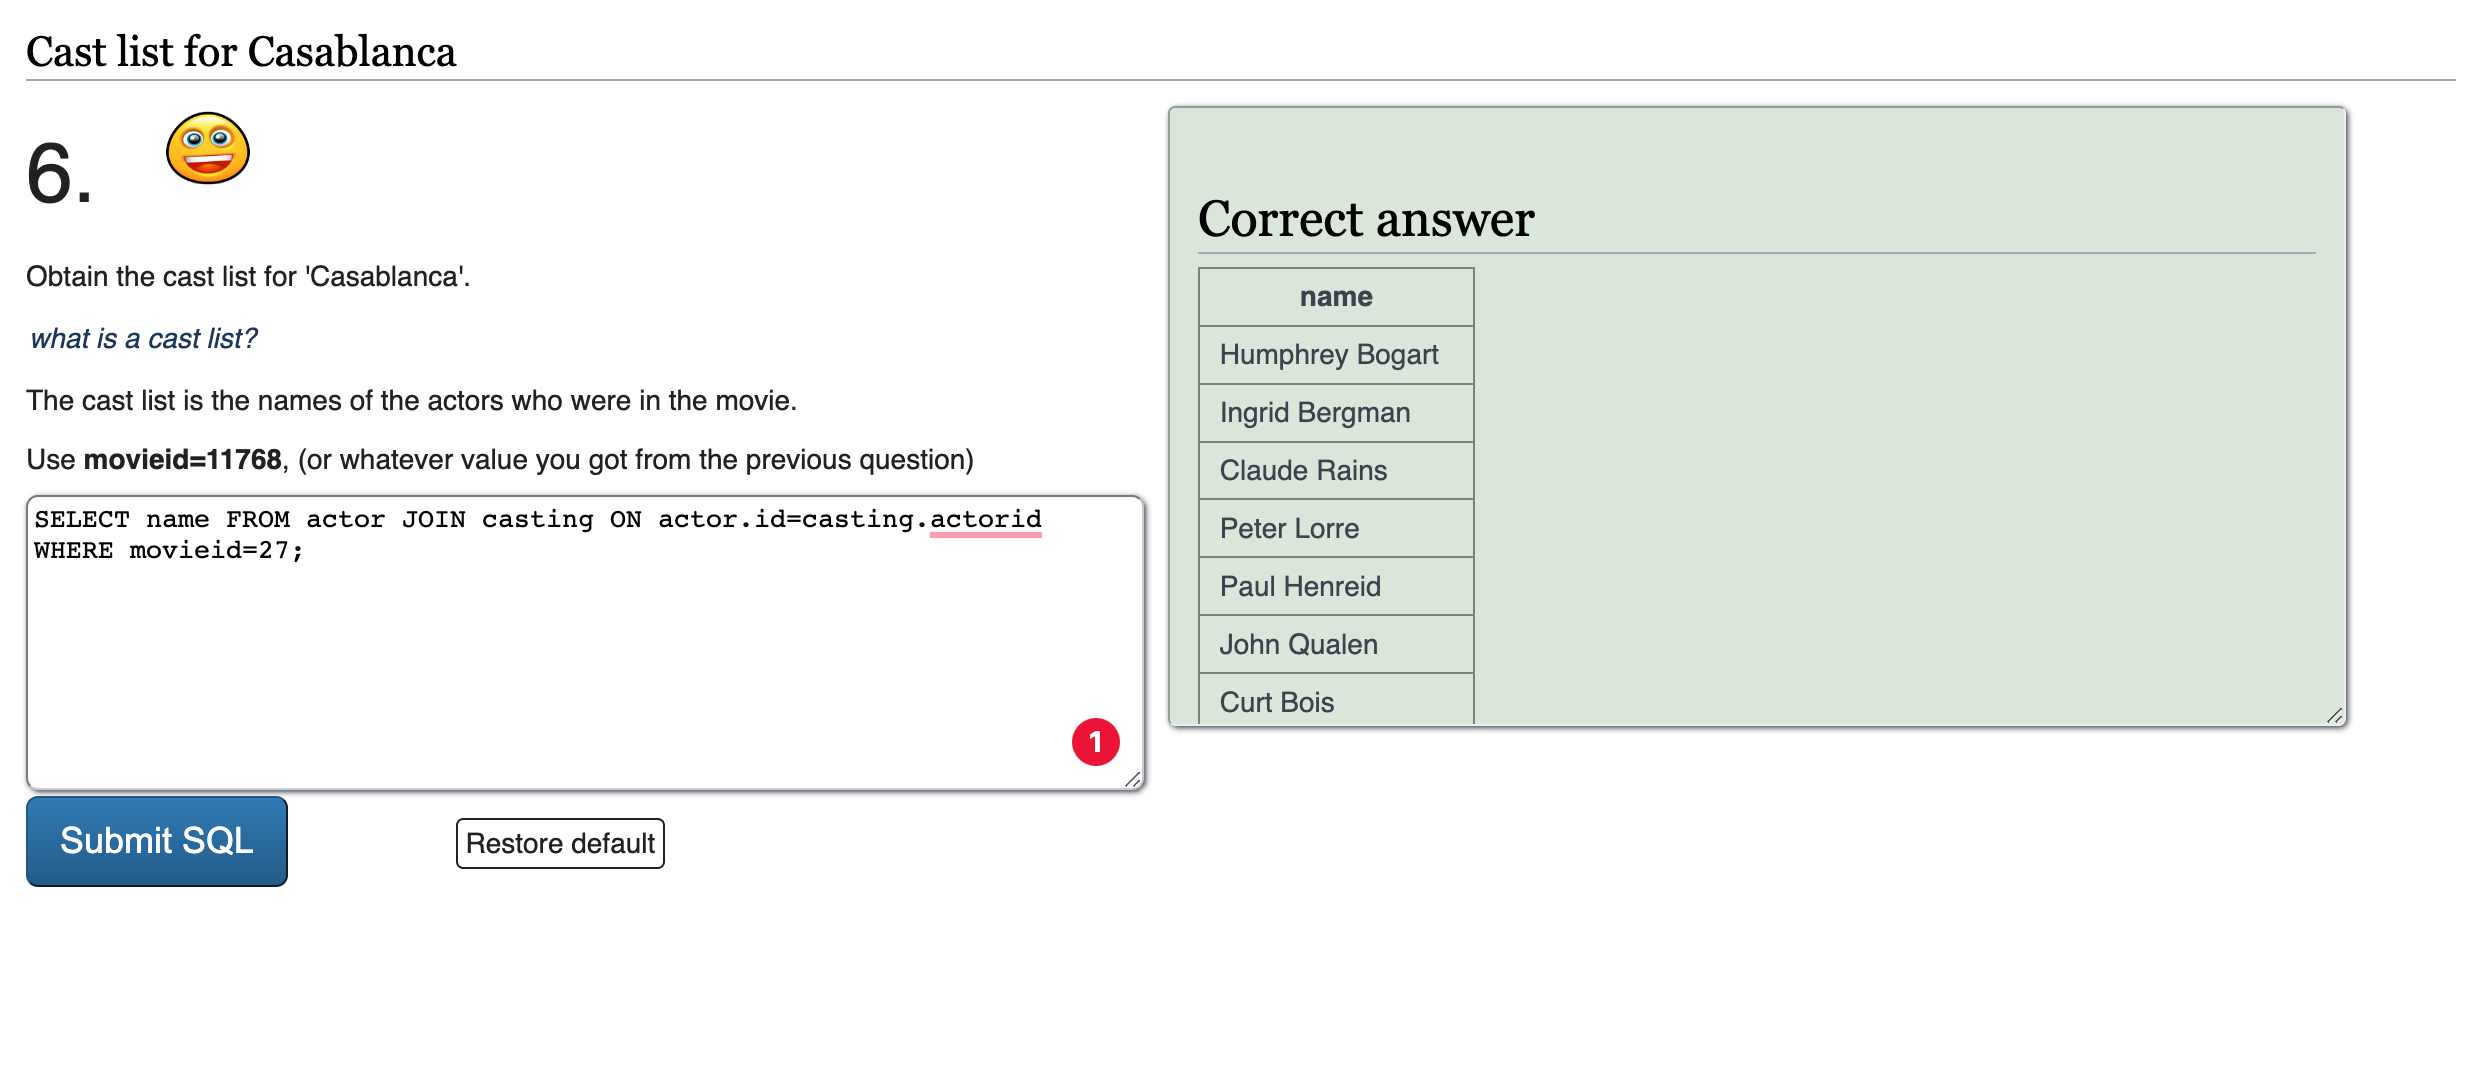 Cast list for Casablanca
6.
Obtain the cast list for 'Casablanca'.
what is a cast list?
The cast list is the names of the actors who were in the movie.
Use movieid=11768, (or whatever value you got from the previous question)
SELECT name FROM actor JOIN casting ON actor.id=casting.actorid
WHERE movieid=27;
1
Submit SQL
Restore default
Correct answer
name
Humphrey Bogart
Ingrid Bergman
Claude Rains
Peter Lorre
Paul Henreid
John Qualen
Curt Bois